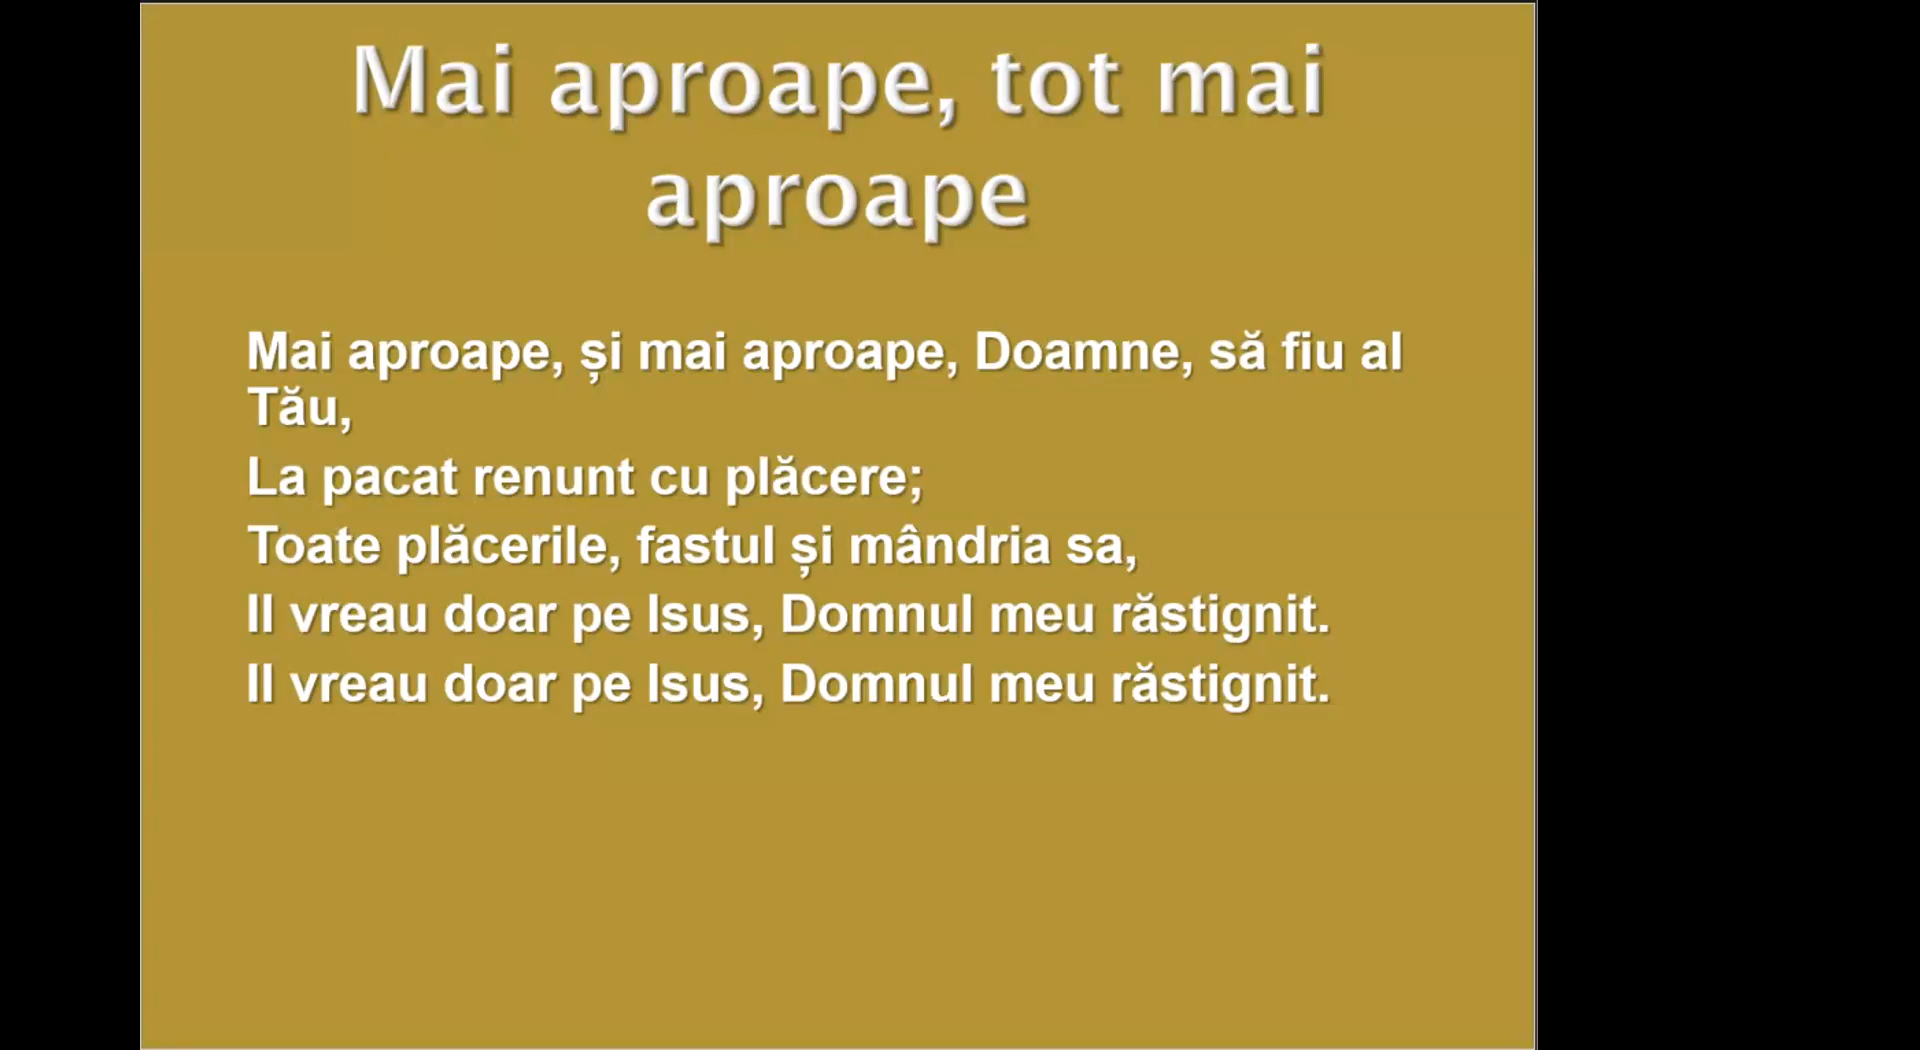 Mai aproape, tot mai
aproape
Mai aproape, și mai aproape, Doamne, să fiu al
Tău,
La pacat renunt cu plăcere;
Toate plăcerile, fastul și mândria sa,
Il vreau doar pe Isus, Domnul meu răstignit.
Il vreau doar pe Isus, Domnul meu răstignit.